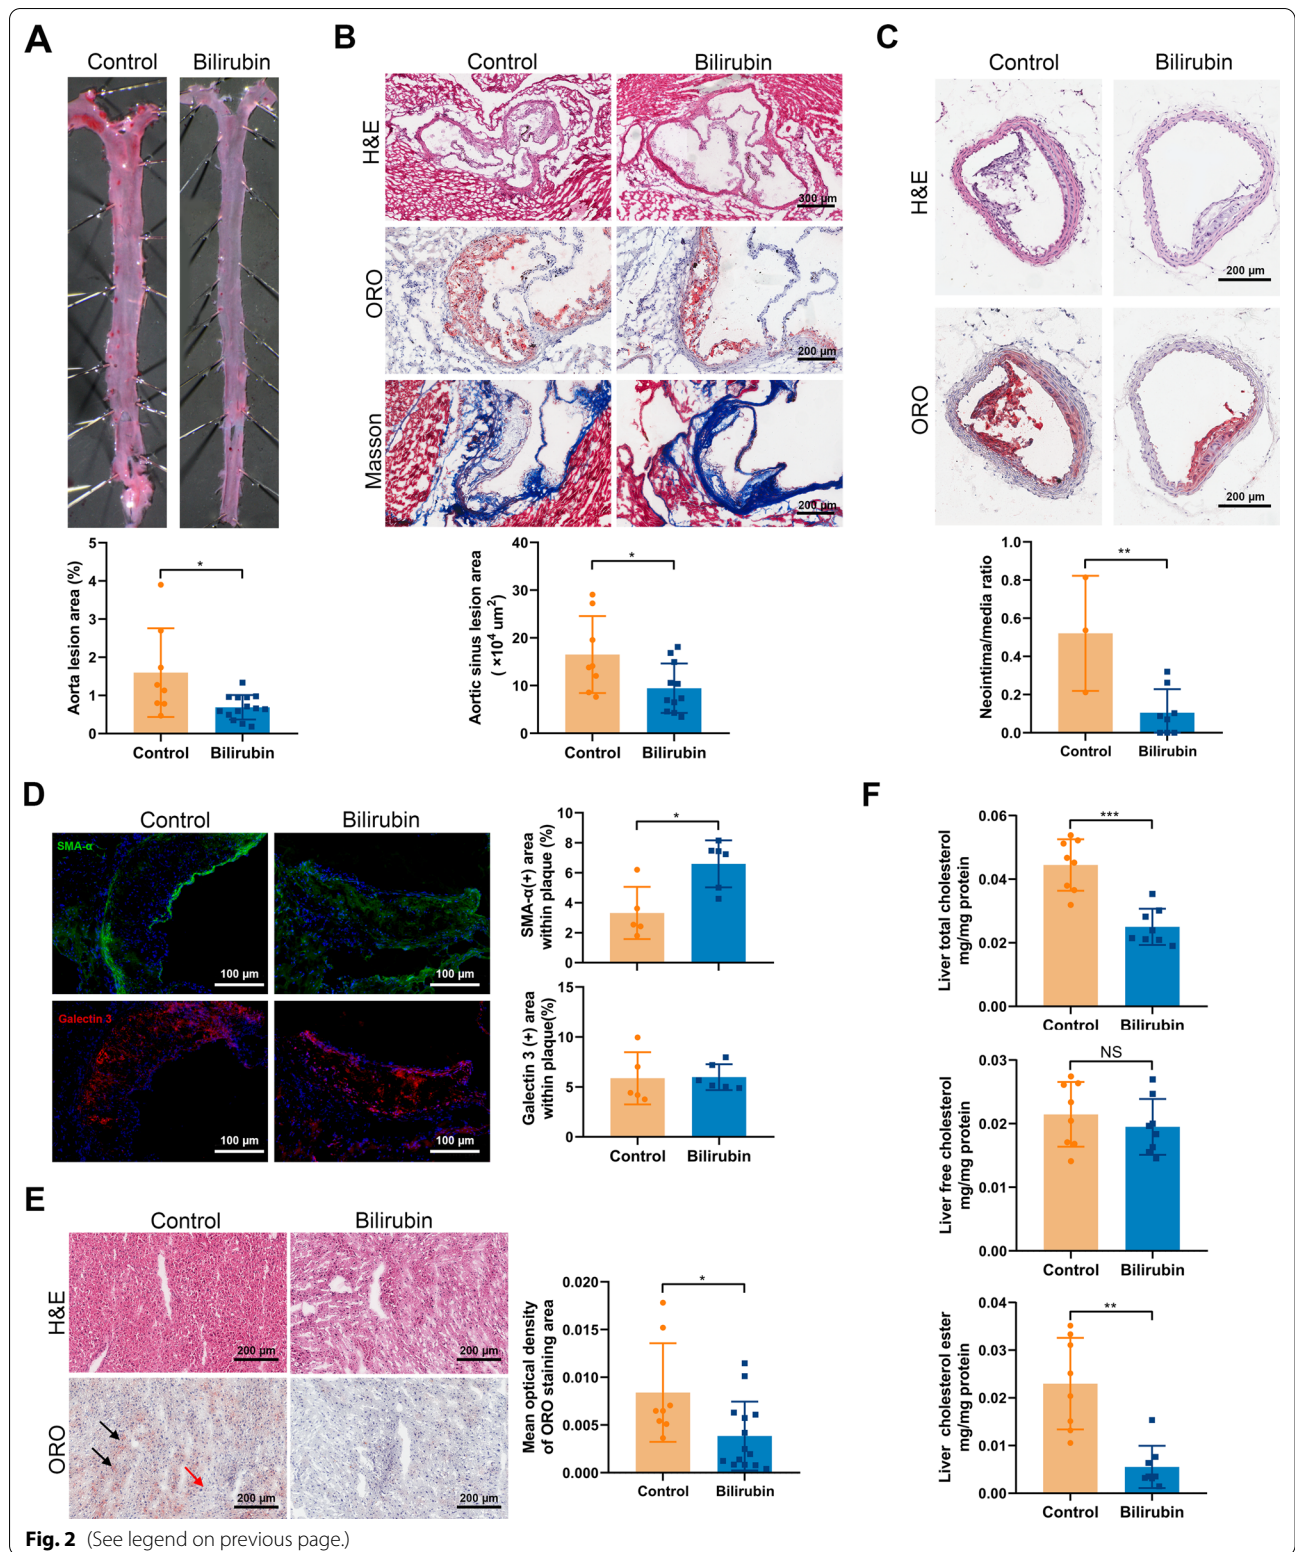 A
Control
Bilirubin
Aorta lesion area (%)
5
4
3
2
1
0
*
Control
Bilirubin
B
Control
Bilirubin
H&E
300 µm
ORO
200 µm
Masson
200 µm
Aortic sinus lesion area
( ×10⁴ um²)
40
30
20
10
0
*
Control
Bilirubin
C
Control
Bilirubin
H&E
200 µm
ORO
200 µm
Neointima/media ratio
1.0
0.8
0.6
0.4
0.2
0.0
**
Control
Bilirubin
D
Control
Bilirubin
SMA-α
100 µm
100 µm
Galectin 3
100 µm
100 µm
SMA-α(+) area
within plaque (%)
10
8
6
4
2
0
*
Galectin 3 (+) area
within plaque(%)
15
10
5
0
Control
Bilirubin
E
Control
Bilirubin
H&E
200 µm
200 µm
ORO
200 µm
200 µm
Mean optical density
of ORO staining area
0.020
0.015
0.010
0.005
0.000
*
Control
Bilirubin
F
Liver total cholesterol
mg/mg protein
0.06
0.04
0.02
0.00
***
Control
Bilirubin
Liver free cholesterol
mg/mg protein
0.03
0.02
0.01
0.00
NS
Control
Bilirubin
Liver cholesterol ester
mg/mg protein
0.04
0.03
0.02
0.01
0.00
**
Control
Bilirubin
Fig. 2 (See legend on previous page.)